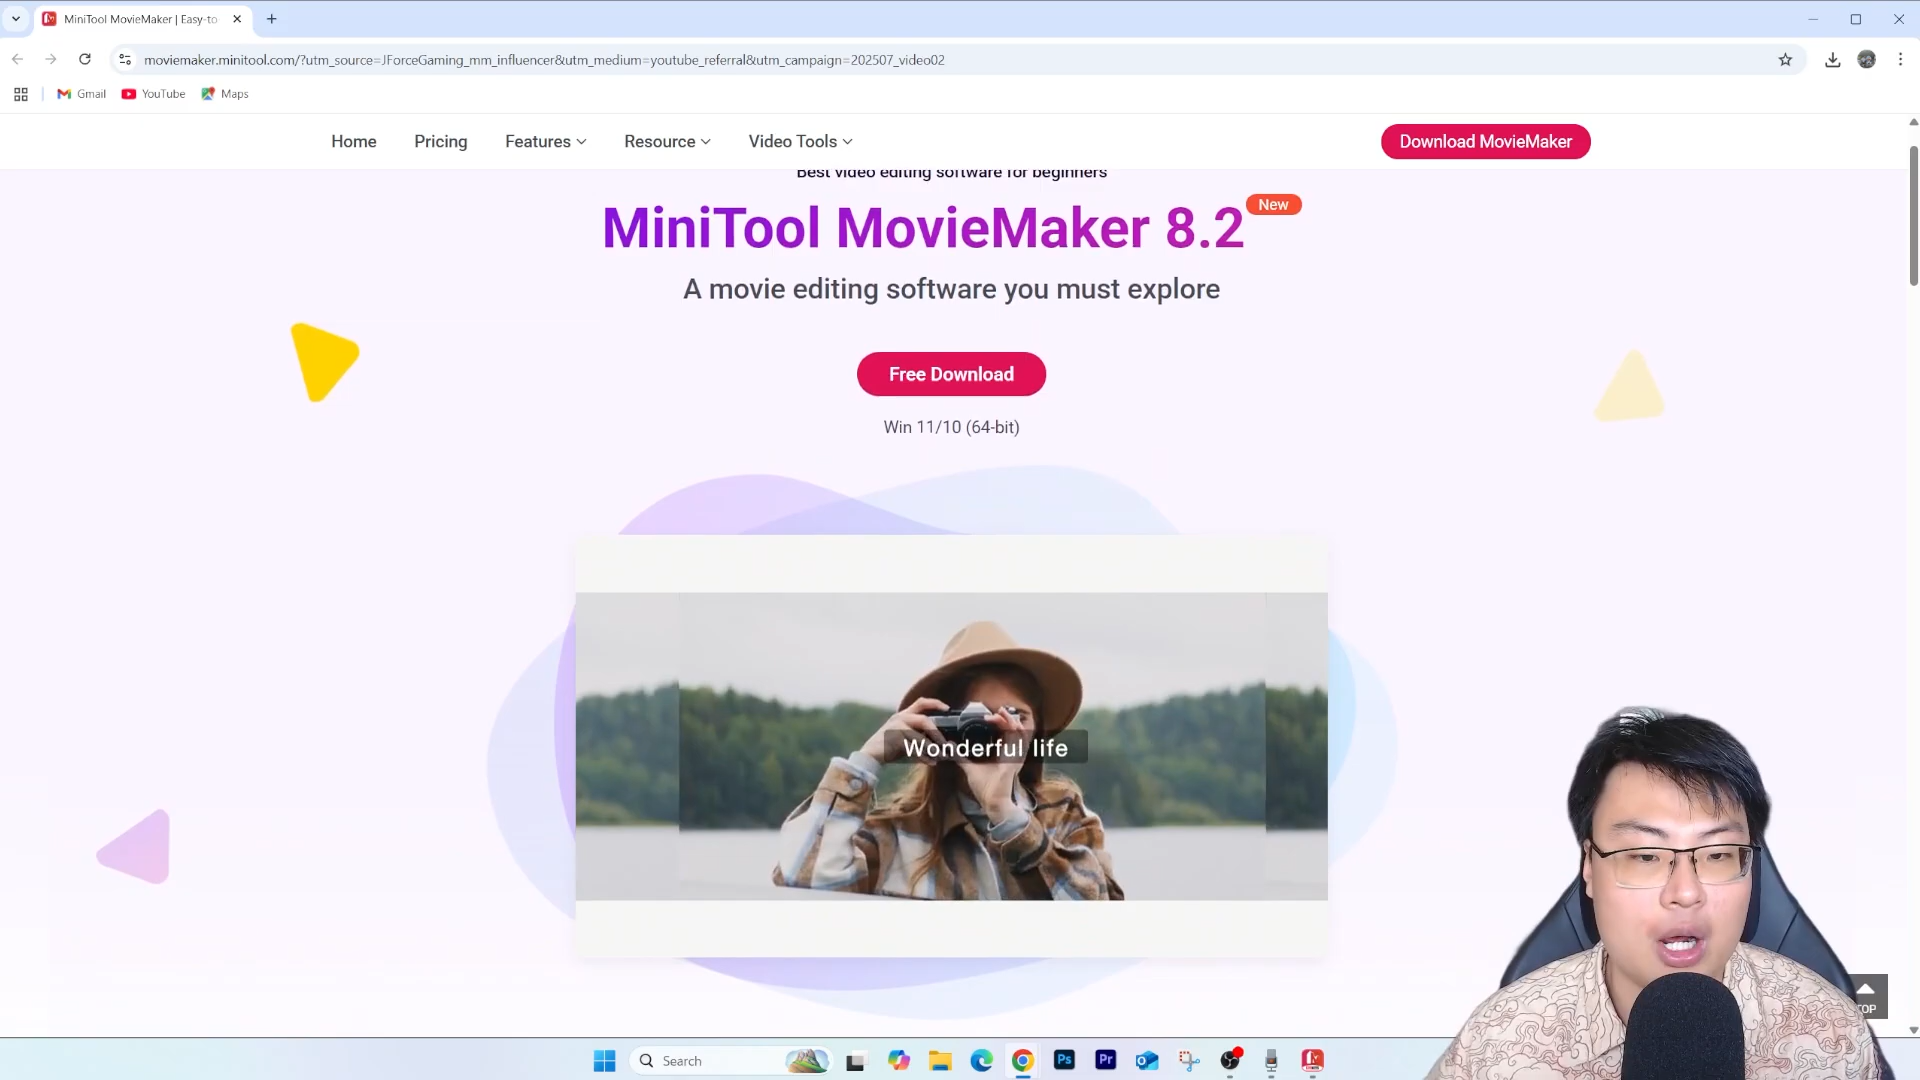 MiniTool MovieMaker | Easy-to
moviemaker.minitool.com/?utm_source=JForceGaming_mm_influencer&utm_medium=youtube_referral&utm_campaign=202507_video02
Gmail
YouTube
Maps
Home
Pricing
Features
Resource
Video Tools
Download MovieMaker
Best video editing software for beginners
MiniTool MovieMaker 8.2
New
A movie editing software you must explore
Free Download
Win 11/10 (64-bit)
Wonderful life
TOP
Search
Ps
Pr